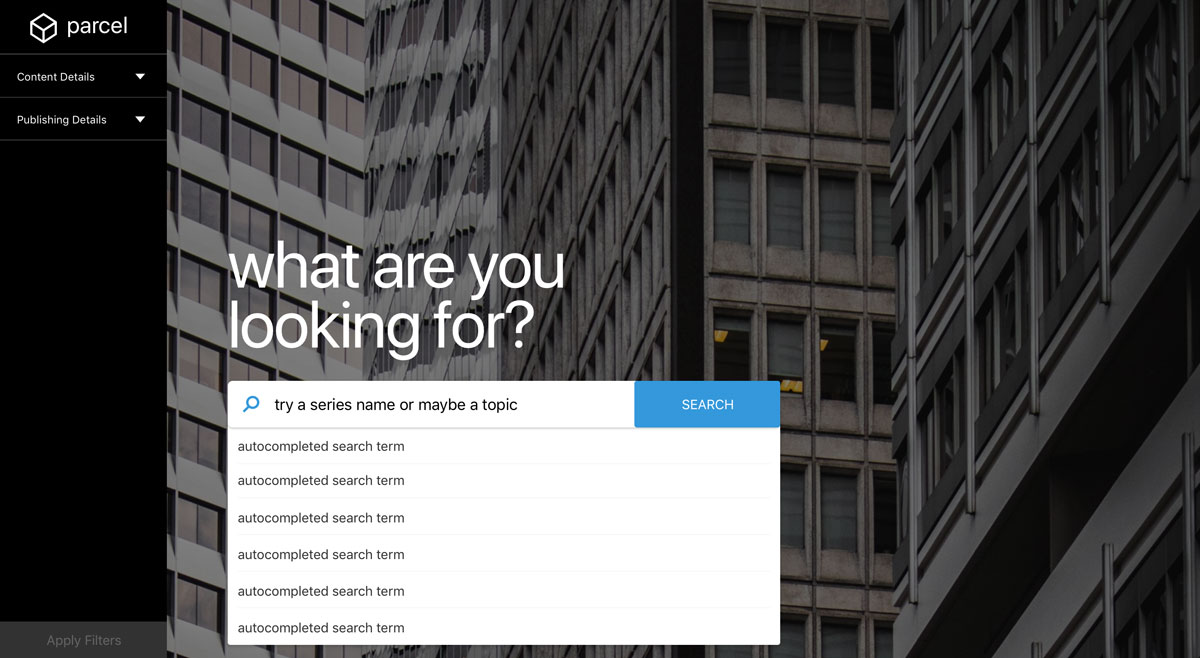 parcel
Content Details
Publishing Details
what are you
looking for?
try a series name or maybe a topic
SEARCH
autocompleted search term
autocompleted search term
autocompleted search term
autocompleted search term
autocompleted search term
autocompleted search term
Apply Filters